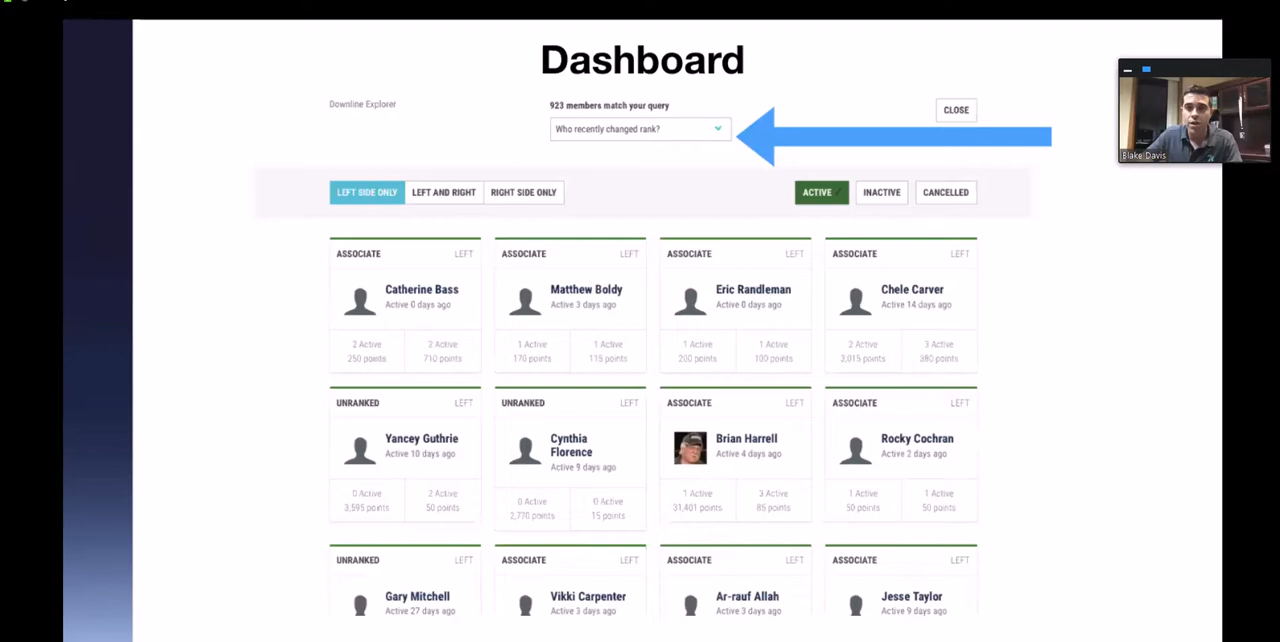 Dashboard
Downline Explorer
923 members match your query
CLOSE
Who recently changed rank?
Blake Davis
LEFT SIDE ONLY LEFT AND RIGHT RIGHT SIDE ONLY
ACTIVE INACTIVE CANCELLED
ASSOCIATE LEFT ASSOCIATE LEFT ASSOCIATE LEFT ASSOCIATE LEFT
Catherine Bass Matthew Boldy Eric Randleman Chele Carver
Active 0 days ago Active 3 days ago Active 0 days ago Active 14 days ago
2 Active 2 Active 1 Active 1 Active 1 Active 1 Active 2 Active 3 Active
250 points 710 points 170 points 115 points 200 points 100 points 3,015 points 380 points
UNRANKED LEFT UNRANKED LEFT ASSOCIATE LEFT ASSOCIATE LEFT
Yancey Guthrie Cynthia Florence Brian Harrell Rocky Cochran
Active 10 days ago Active 9 days ago Active 4 days ago Active 2 days ago
0 Active 2 Active 0 Active 0 Active 1 Active 3 Active 1 Active 1 Active
3,595 points 50 points 2,770 points 15 points 31,401 points 85 points 50 points 50 points
UNRANKED LEFT ASSOCIATE LEFT ASSOCIATE LEFT ASSOCIATE LEFT
Gary Mitchell Vikki Carpenter Ar-rauf Allah Jesse Taylor
Active 27 days ago Active 3 days ago Active 3 days ago Active 9 days ago